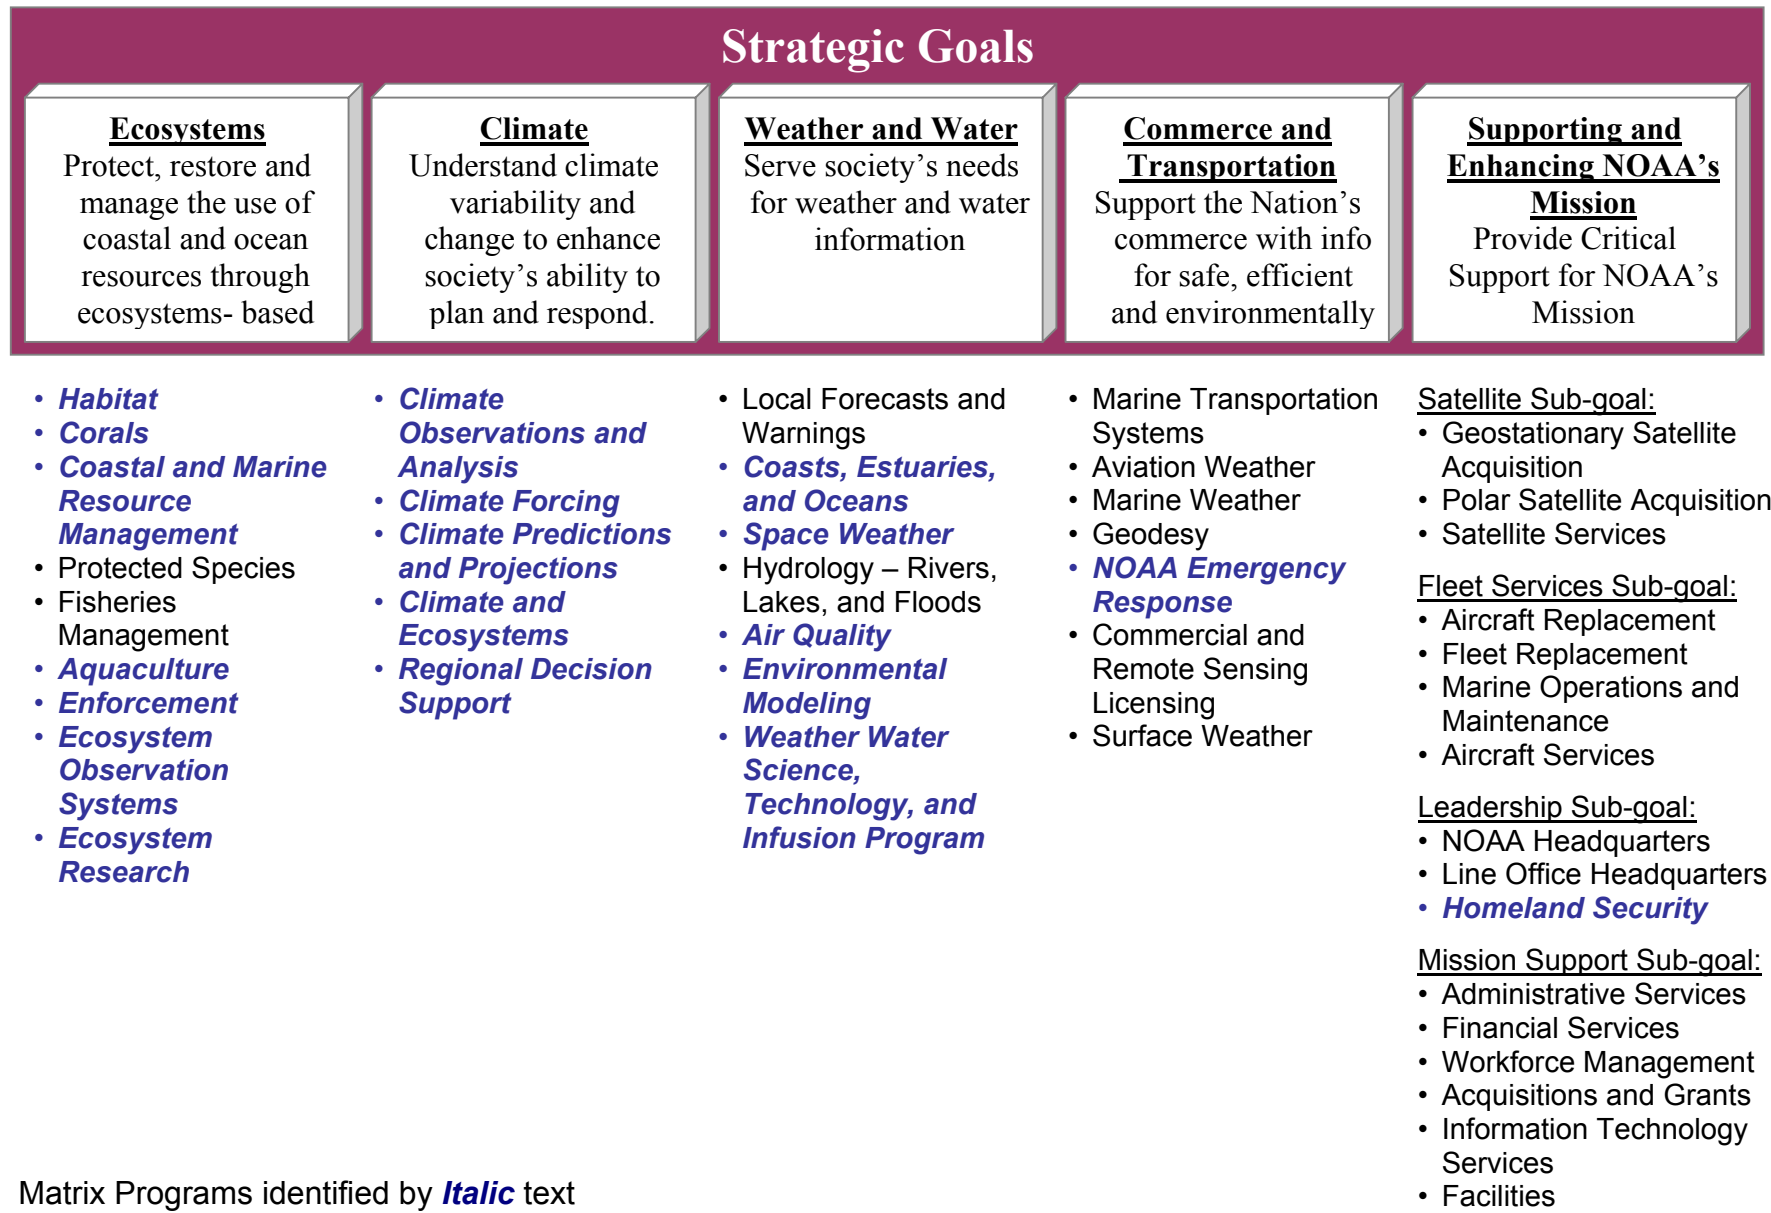 Strategic Goals
Ecosystems
Protect, restore and
manage the use of
coastal and ocean
resources through
ecosystems- based
Climate
Understand climate
variability and
change to enhance
society’s ability to
plan and respond.
Weather and Water
Serve society’s needs
for weather and water
information
Commerce and
Transportation
Support the Nation’s
commerce with info
for safe, efficient
and environmentally
Supporting and
Enhancing NOAA’s
Mission
Provide Critical
Support for NOAA’s
Mission
• Habitat
• Corals
• Coastal and Marine
Resource
Management
• Protected Species
• Fisheries
Management
• Aquaculture
• Enforcement
• Ecosystem
Observation
Systems
• Ecosystem
Research
• Climate
Observations and
Analysis
• Climate Forcing
• Climate Predictions
and Projections
• Climate and
Ecosystems
• Regional Decision
Support
• Local Forecasts and
Warnings
• Coasts, Estuaries,
and Oceans
• Space Weather
• Hydrology – Rivers,
Lakes, and Floods
• Air Quality
• Environmental
Modeling
• Weather Water
Science,
Technology, and
Infusion Program
• Marine Transportation
Systems
• Aviation Weather
• Marine Weather
• Geodesy
• NOAA Emergency
Response
• Commercial and
Remote Sensing
Licensing
• Surface Weather
Satellite Sub-goal:
• Geostationary Satellite
Acquisition
• Polar Satellite Acquisition
• Satellite Services
Fleet Services Sub-goal:
• Aircraft Replacement
• Fleet Replacement
• Marine Operations and
Maintenance
• Aircraft Services
Leadership Sub-goal:
• NOAA Headquarters
• Line Office Headquarters
• Homeland Security
Mission Support Sub-goal:
• Administrative Services
• Financial Services
• Workforce Management
• Acquisitions and Grants
• Information Technology
Services
• Facilities
Matrix Programs identified by Italic text